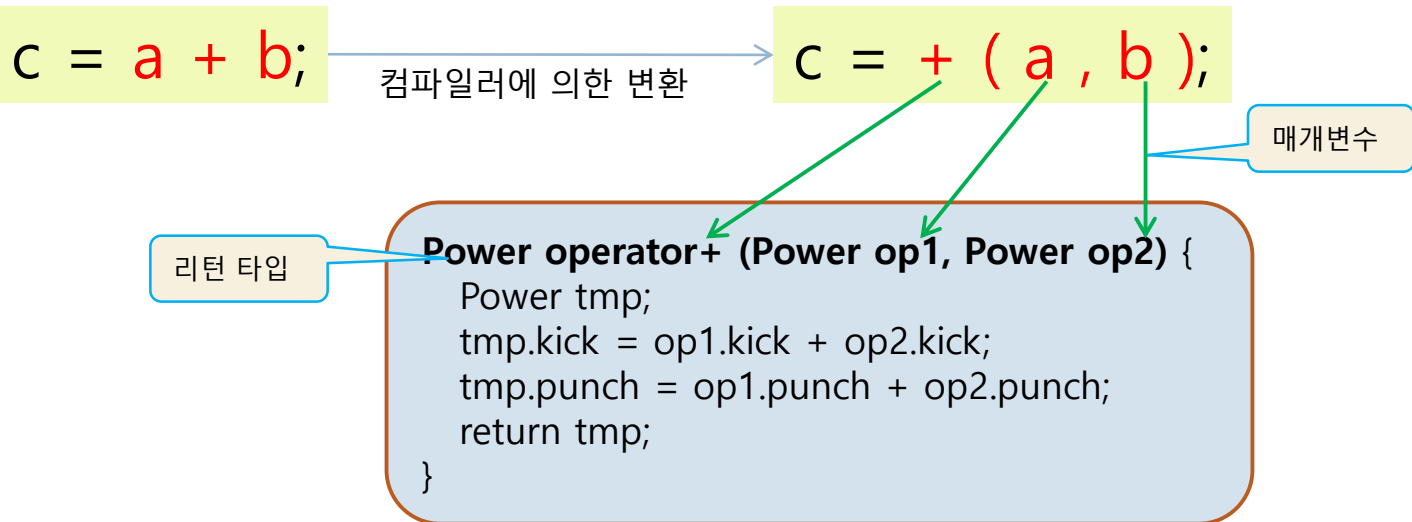 c = a + b;
컴파일러에 의한 변환
c = + ( a , b );
매개변수
리턴 타입
Power operator+ (Power op1, Power op2) {
Power tmp;
tmp.kick = op1.kick + op2.kick;
tmp.punch = op1.punch + op2.punch;
return tmp;
}